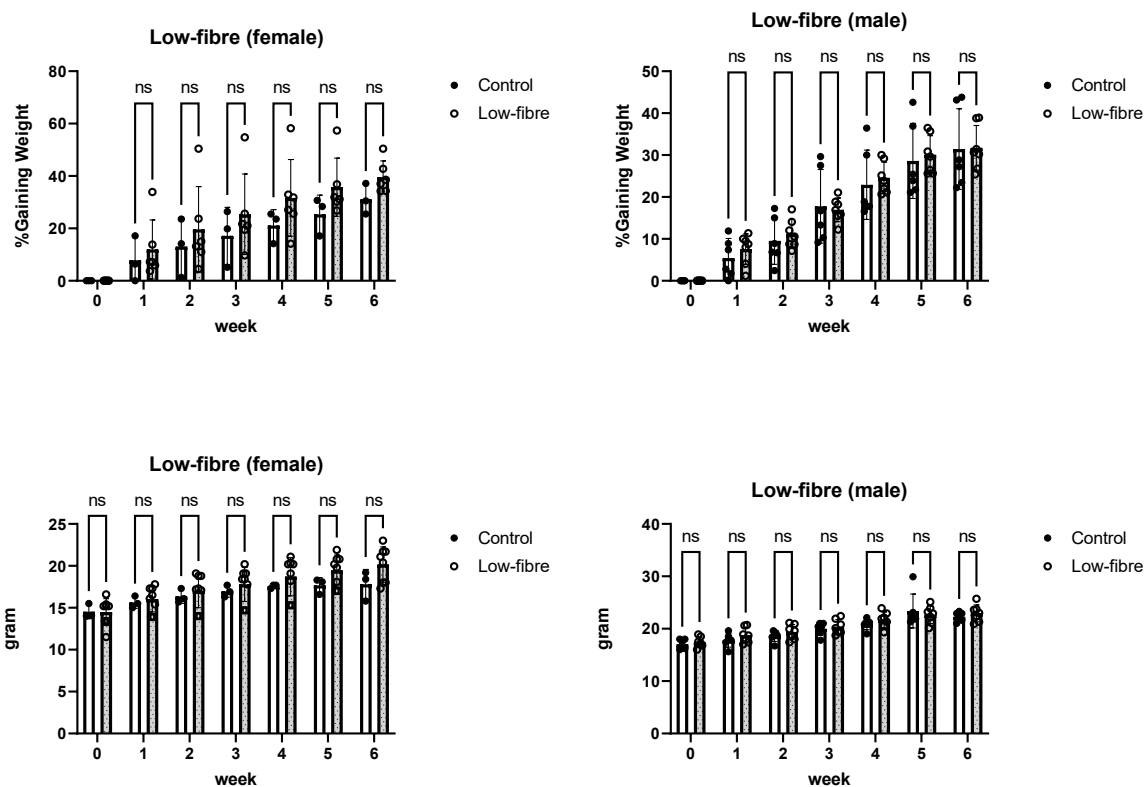 Low-fibre (female)
%Gaining Weight
80
60
40
20
0
ns ns ns ns ns ns
0 1 2 3 4 5 6
week
Control
Low-fibre
Low-fibre (male)
%Gaining Weight
50
40
30
20
10
0
ns ns ns ns ns ns
0 1 2 3 4 5 6
week
Control
Low-fibre
Low-fibre (female)
gram
25
20
15
10
5
0
ns ns ns ns ns ns ns
0 1 2 3 4 5 6
week
Control
Low-fibre
Low-fibre (male)
gram
40
30
20
10
0
ns ns ns ns ns ns ns
0 1 2 3 4 5 6
week
Control
Low-fibre